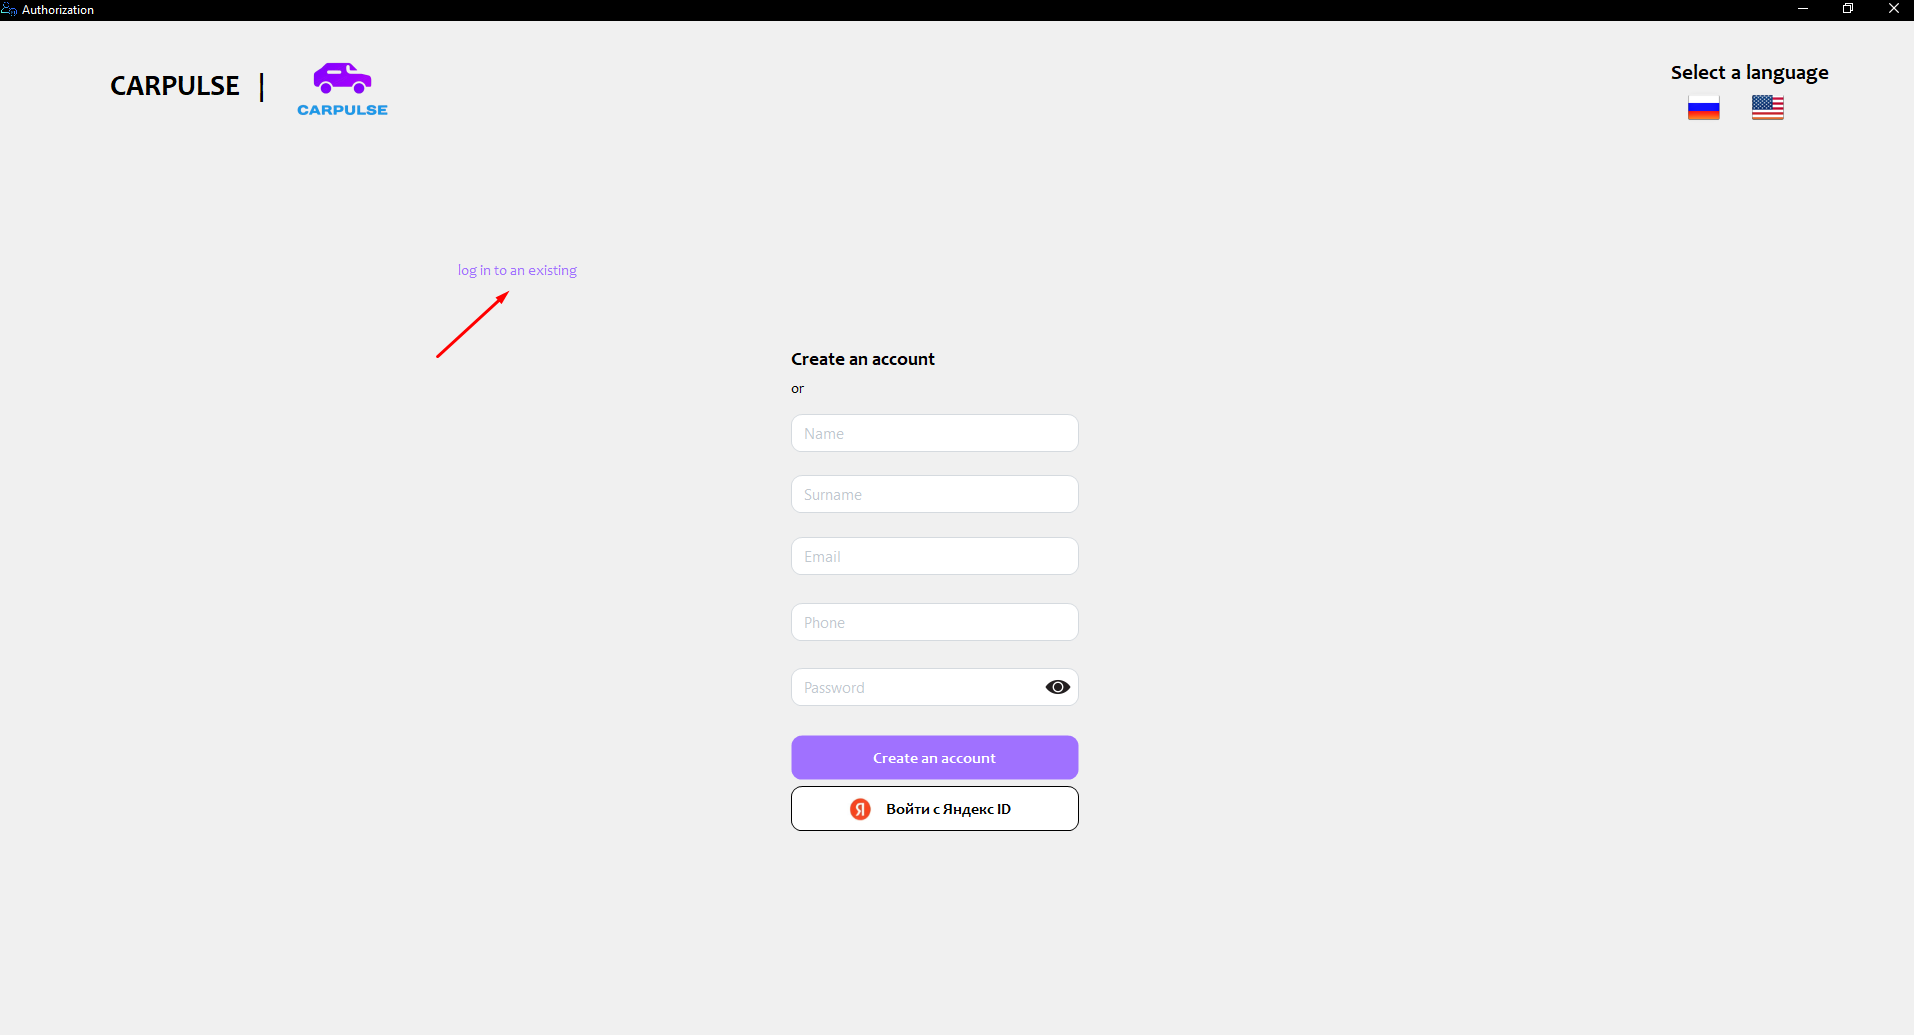 Authorization
CARPULSE |
CARPULSE
Select a language
log in to an existing
Create an account
or
Name
Surname
Email
Phone
Password
Create an account
Я Войти с Яндекс ID